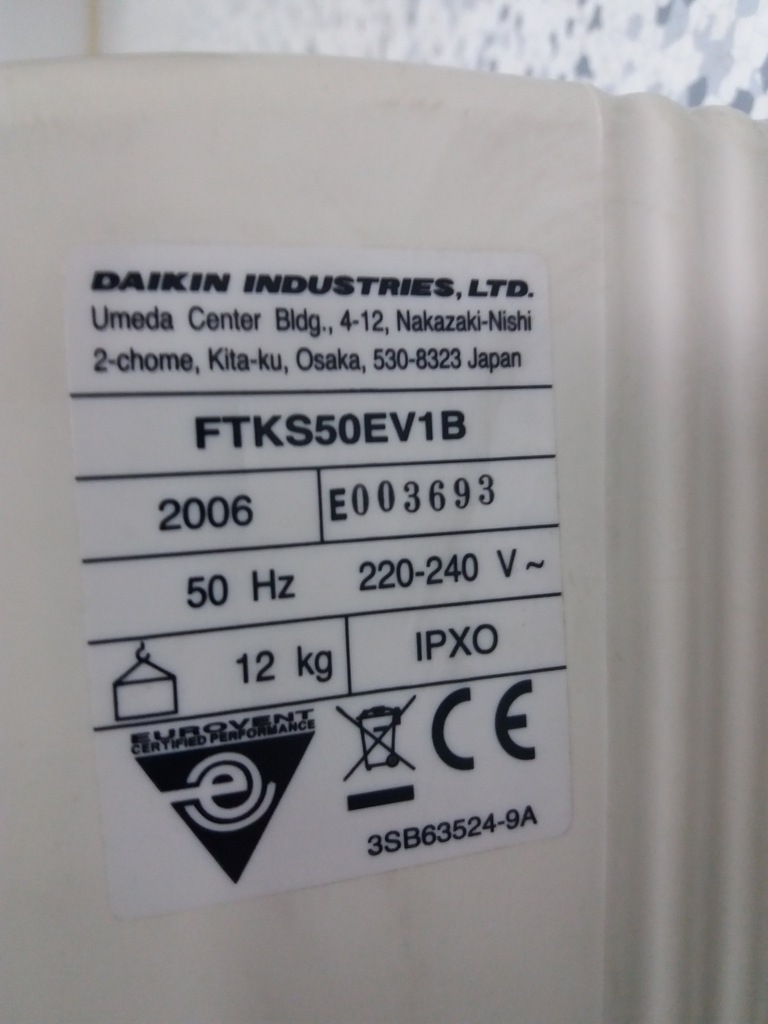 DAIKIN INDUSTRIES, LTD.
Umeda Center Bldg., 4-12, Nakazaki-Nishi
2-chome, Kita-ku, Osaka, 530-8323 Japan
FTKS50EV1B
2006 E003693
50 Hz 220-240 V~
12 kg IPXO
EUROVENT
CERTIFIED PERFORMANCE
e
CE
3SB63524-9A